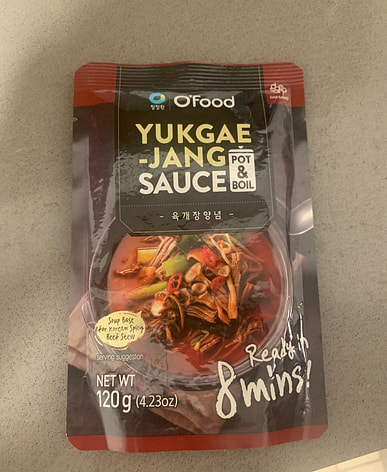 청정원 O'Food
YUKGAE
-JANG
SAUCE
POT
&
BOIL
- 육개장양념 -
Soup Base
for Korean Spicy
Beef Stew
Serving suggestion
Ready in
8 mins!
NET WT
120g (4.23oz)